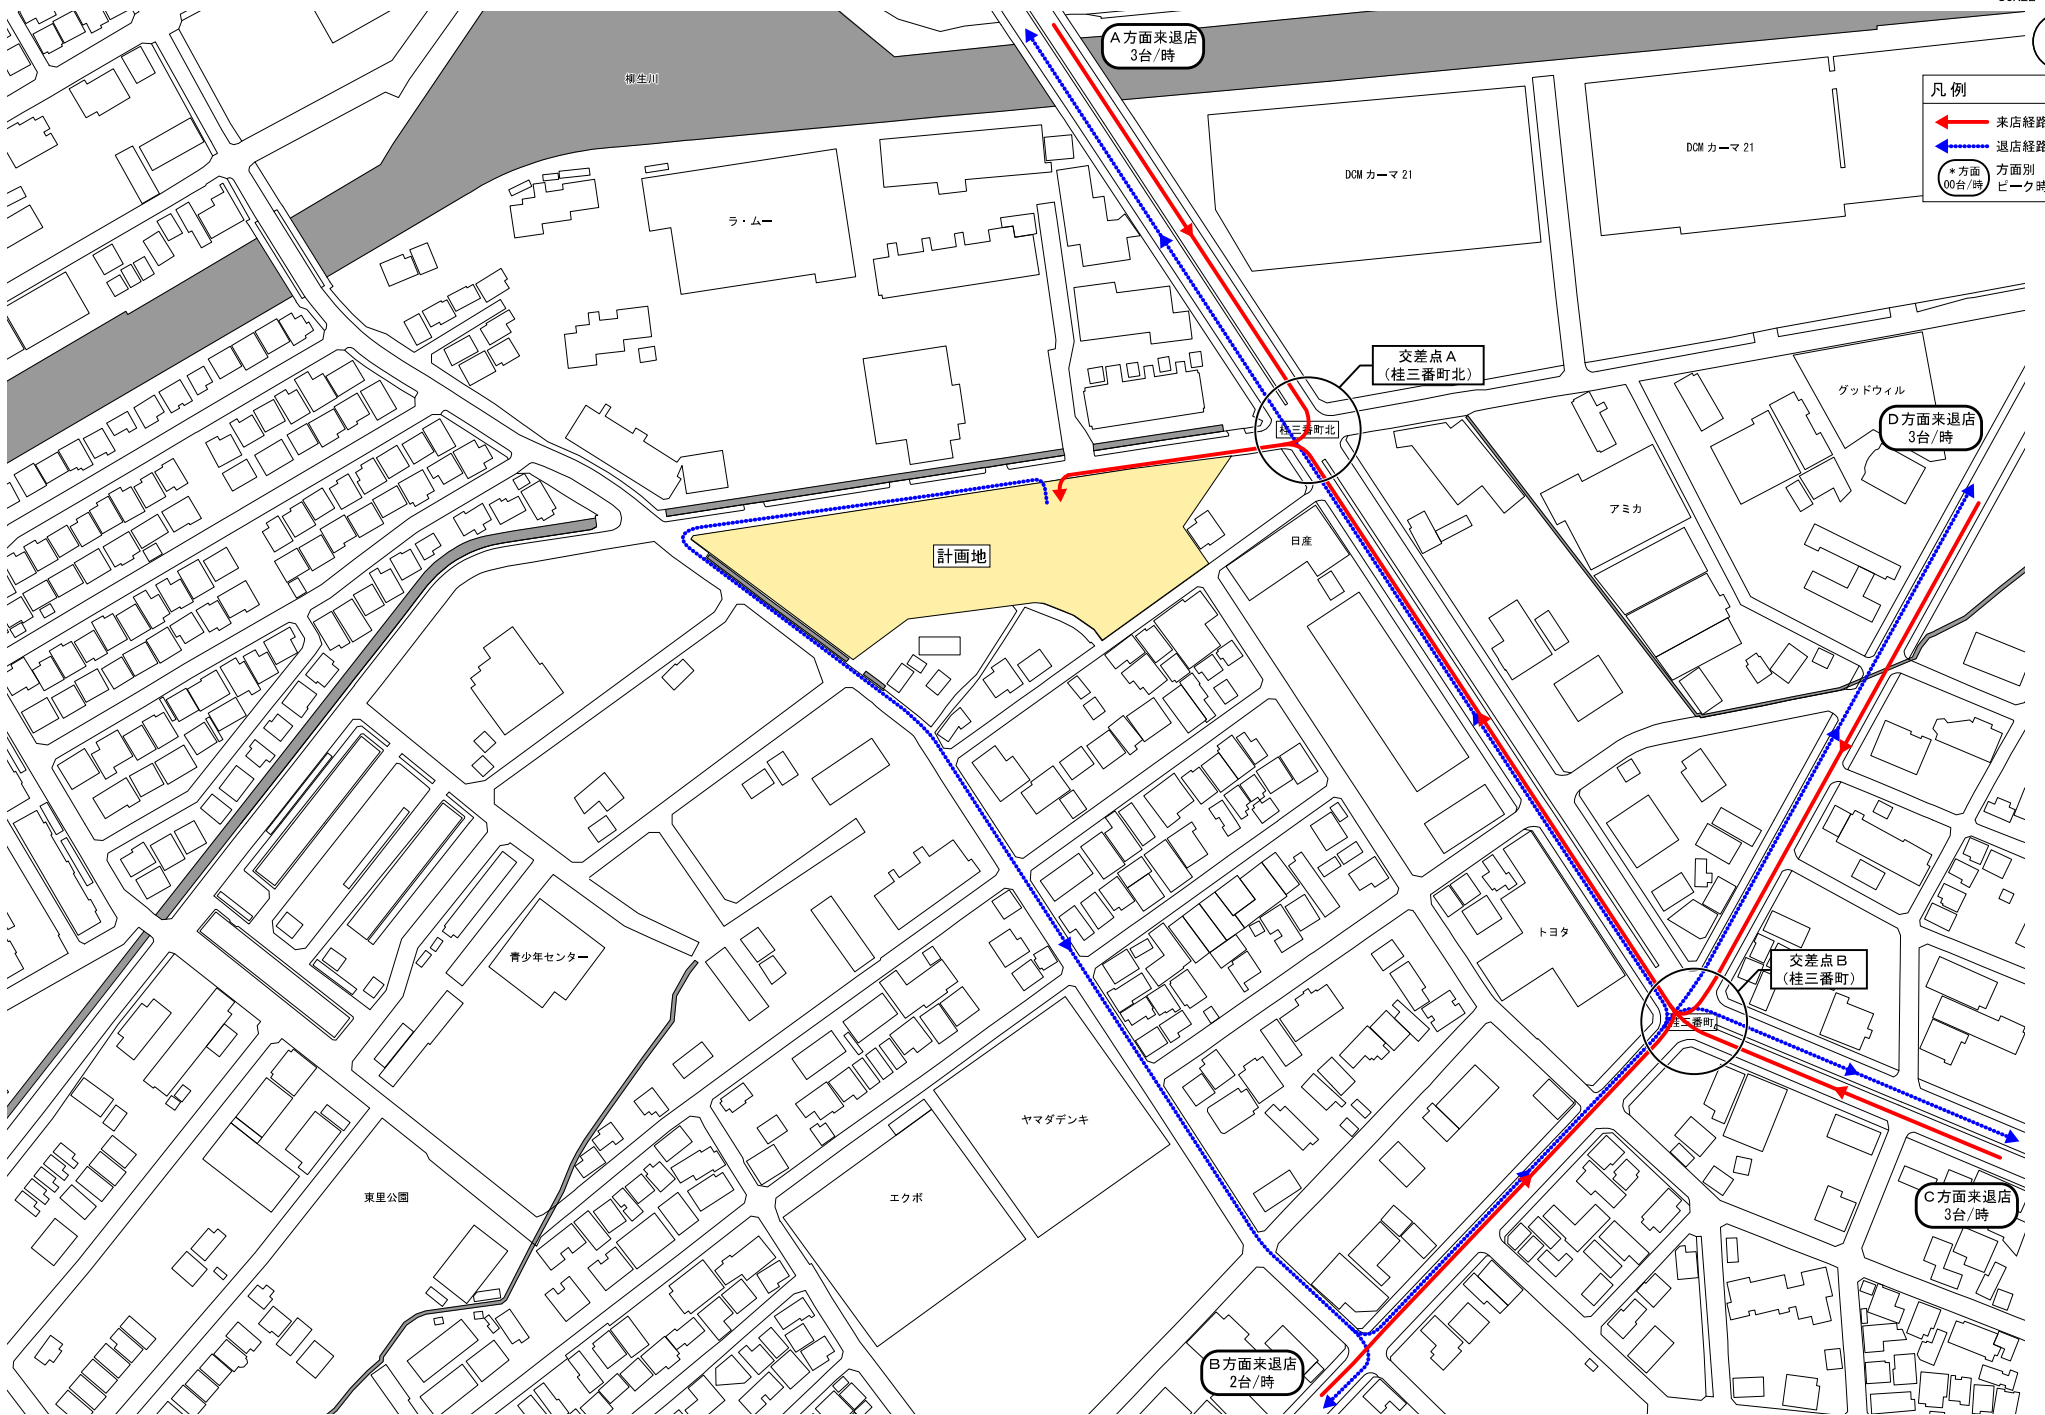 A方面来退店
3台/時
柳生川
凡例
来店経路
退店経路
*方面
00台/時
方面別
ピーク時
DCM カーマ 21
DCM カーマ 21
ラ・ムー
交差点A
(桂三番町北)
グッドウィル
D方面来退店
3台/時
桂三番町北
アミカ
日産
計画地
トヨタ
青少年センター
交差点B
(桂三番町)
桂三番町
ヤマダデンキ
東里公園
エクボ
C方面来退店
3台/時
B方面来退店
2台/時